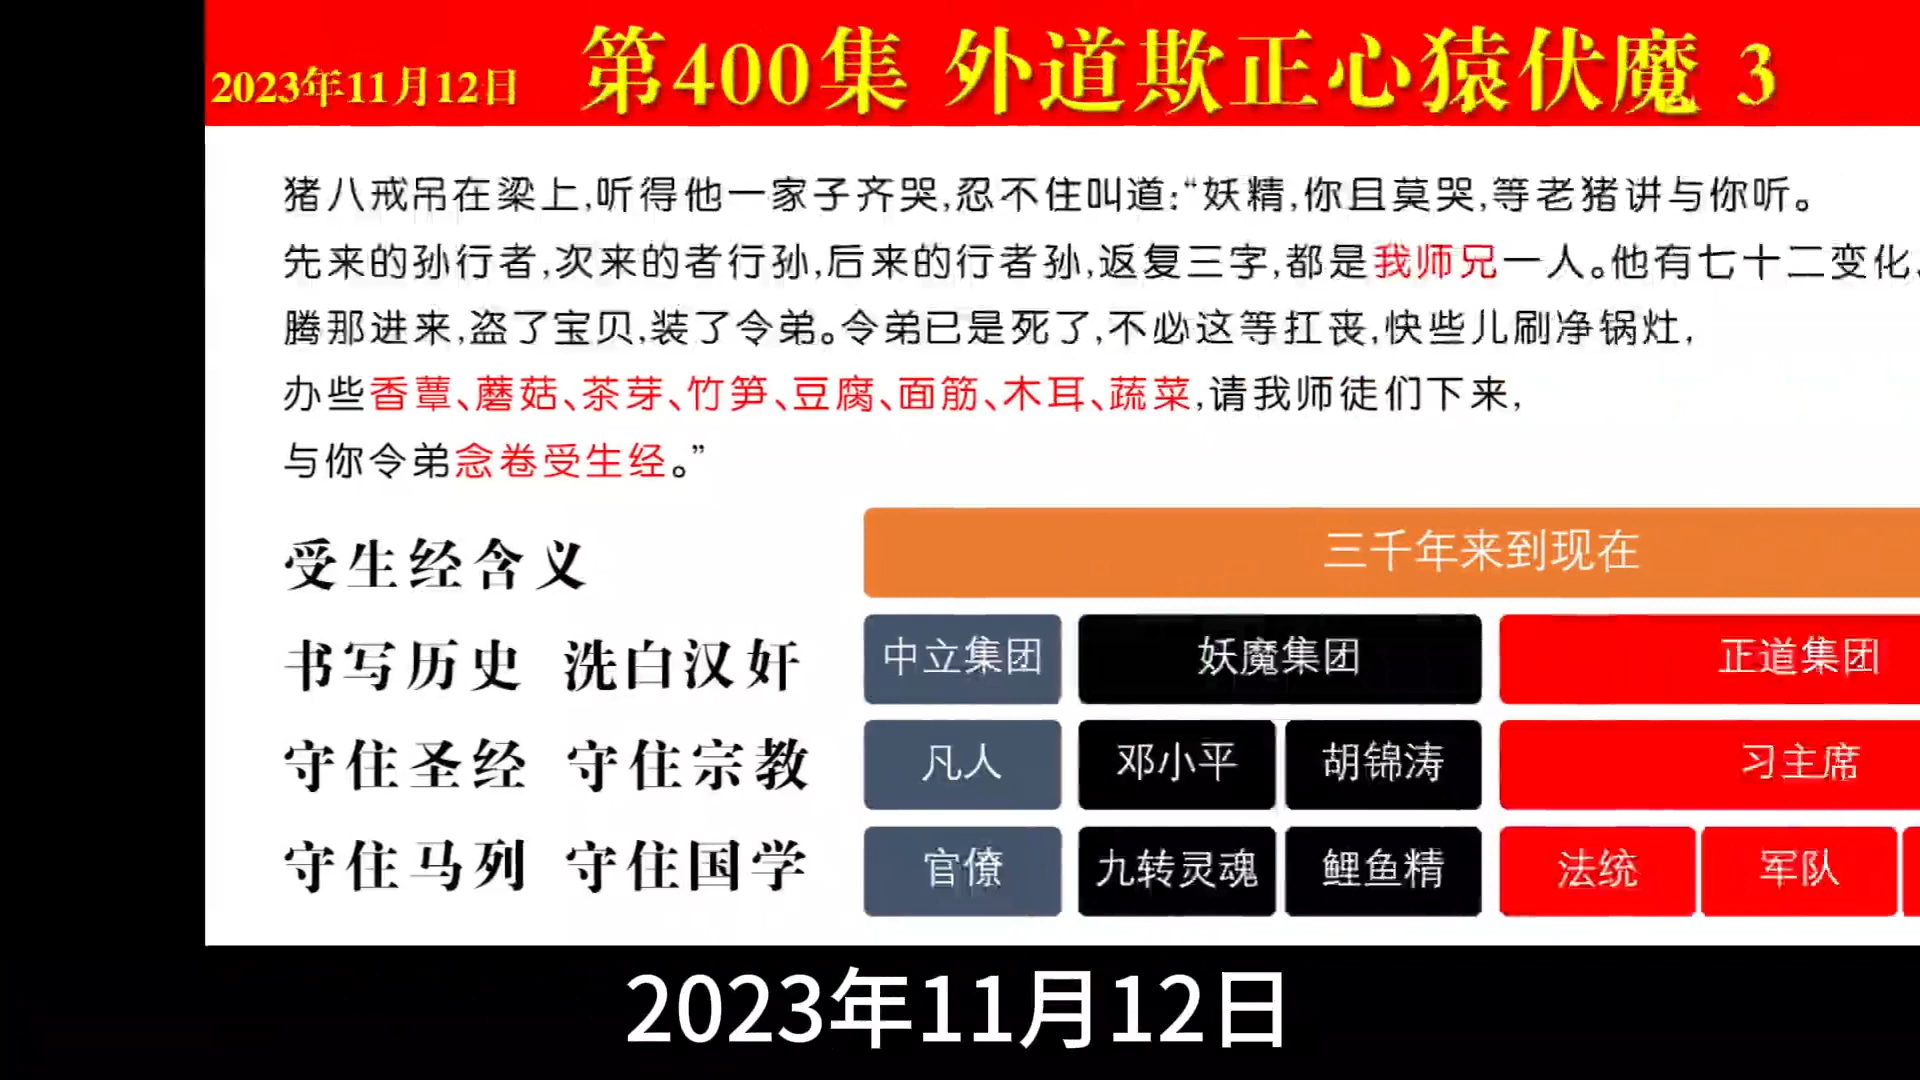 2023年11月12日 第400集 外道欺正心猿伏魔 3
猪八戒吊在梁上,听得他一家子齐哭,忍不住叫道:“妖精,你且莫哭,等老猪讲与你听。
先来的孙行者,次来的者行孙,后来的行者孙,返复三字,都是我师兄一人。他有七十二变化、
腾那进来,盗了宝贝,装了令弟。令弟已是死了,不必这等扛丧,快些儿刷净锅灶,
办些香蕈、蘑菇、茶芽、竹笋、豆腐、面筋、木耳、蔬菜,请我师徒们下来,
与你令弟念卷受生经。”
受生经含义
书写历史 洗白汉奸
守住圣经 守住宗教
守住马列 守住国学
三千年来到现在
中立集团 妖魔集团 正道集团
凡人 邓小平 胡锦涛 习主席
官僚 九转灵魂 鲤鱼精 法统 军队
2023年11月12日